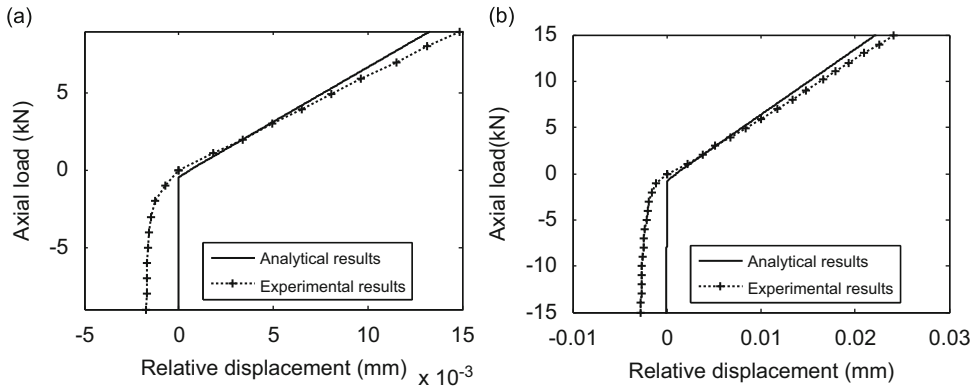 (a)
Axial load (kN)
5
0
-5
-5
0
5
10
15
Relative displacement (mm)
x 10⁻³
Analytical results
Experimental results
(b)
Axial load(kN)
15
10
5
0
-5
-10
-15
-0.01
0
0.01
0.02
0.03
Relative displacement (mm)
Analytical results
Experimental results